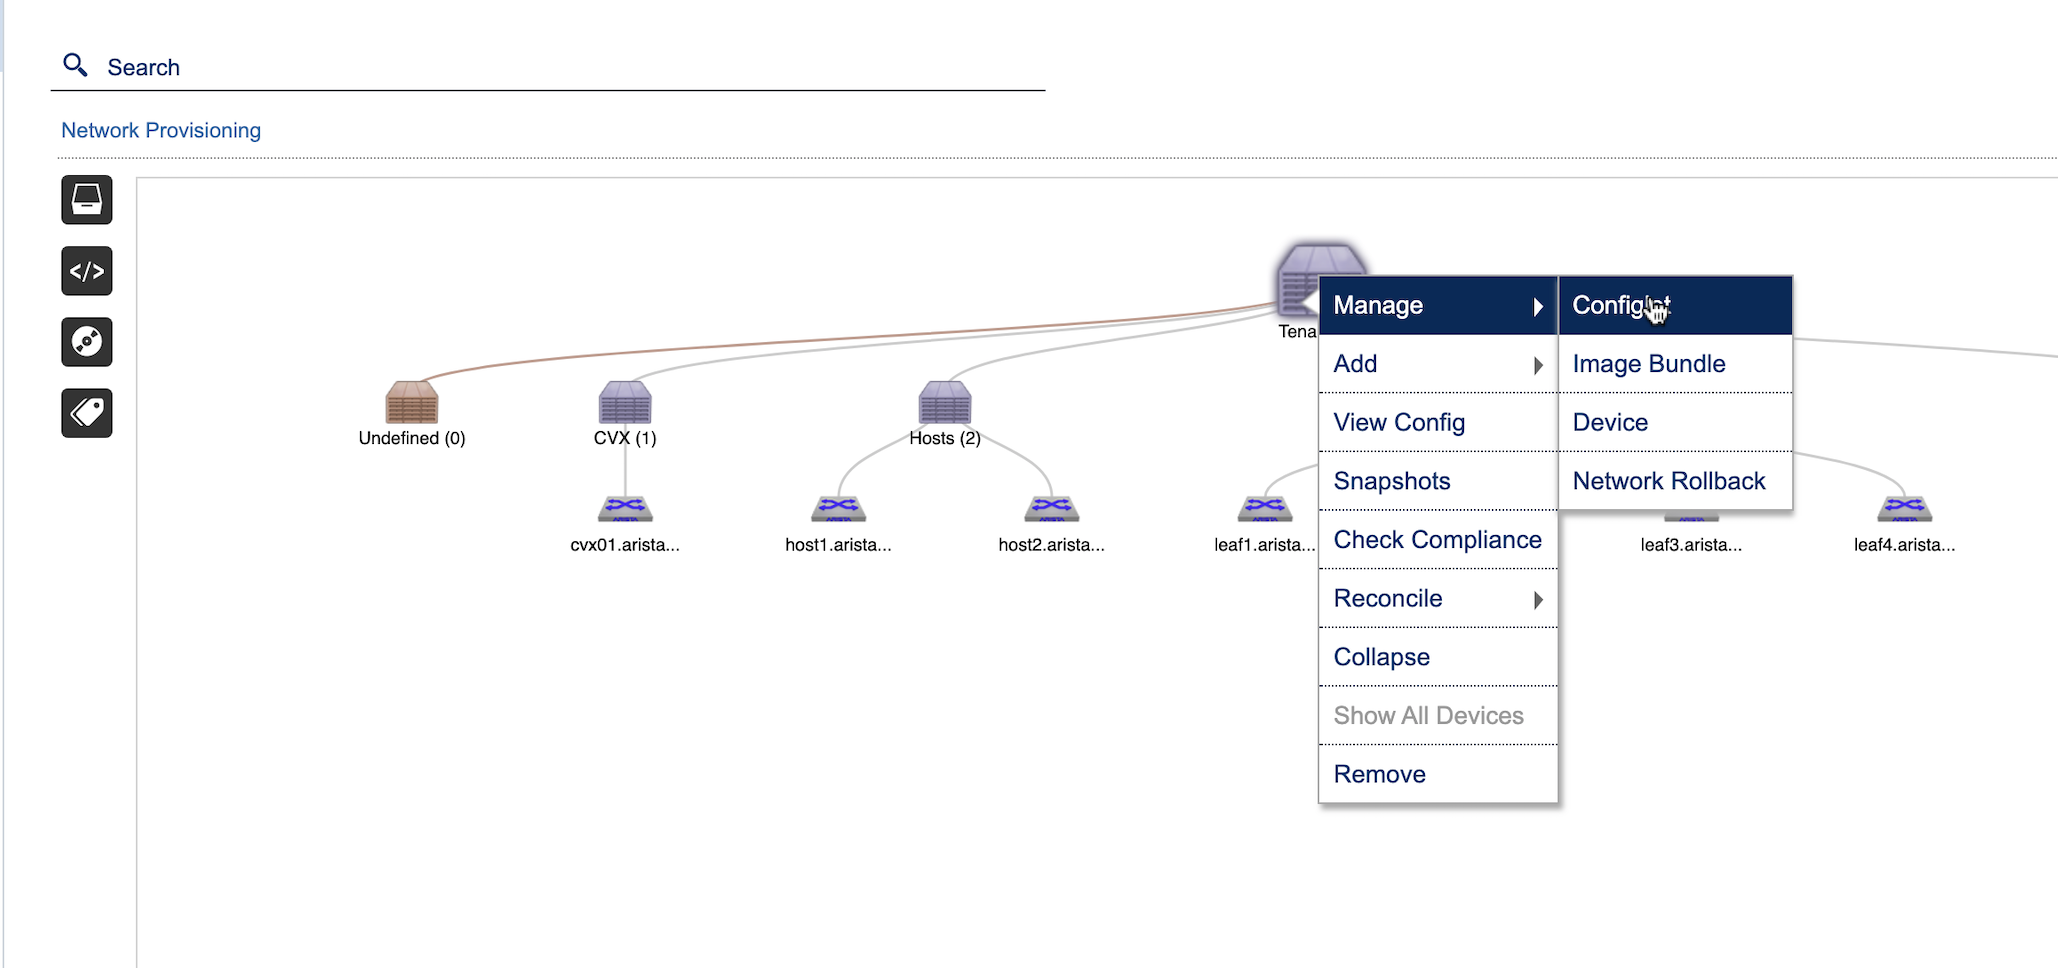 Search
Network Provisioning
Tena
Manage
Configlet
Add
Image Bundle
View Config
Device
Snapshots
Network Rollback
Check Compliance
Reconcile
Collapse
Show All Devices
Remove
Undefined (0)
CVX (1)
Hosts (2)
cvx01.arista...
host1.arista...
host2.arista...
leaf1.arista...
leaf3.arista...
leaf4.arista...